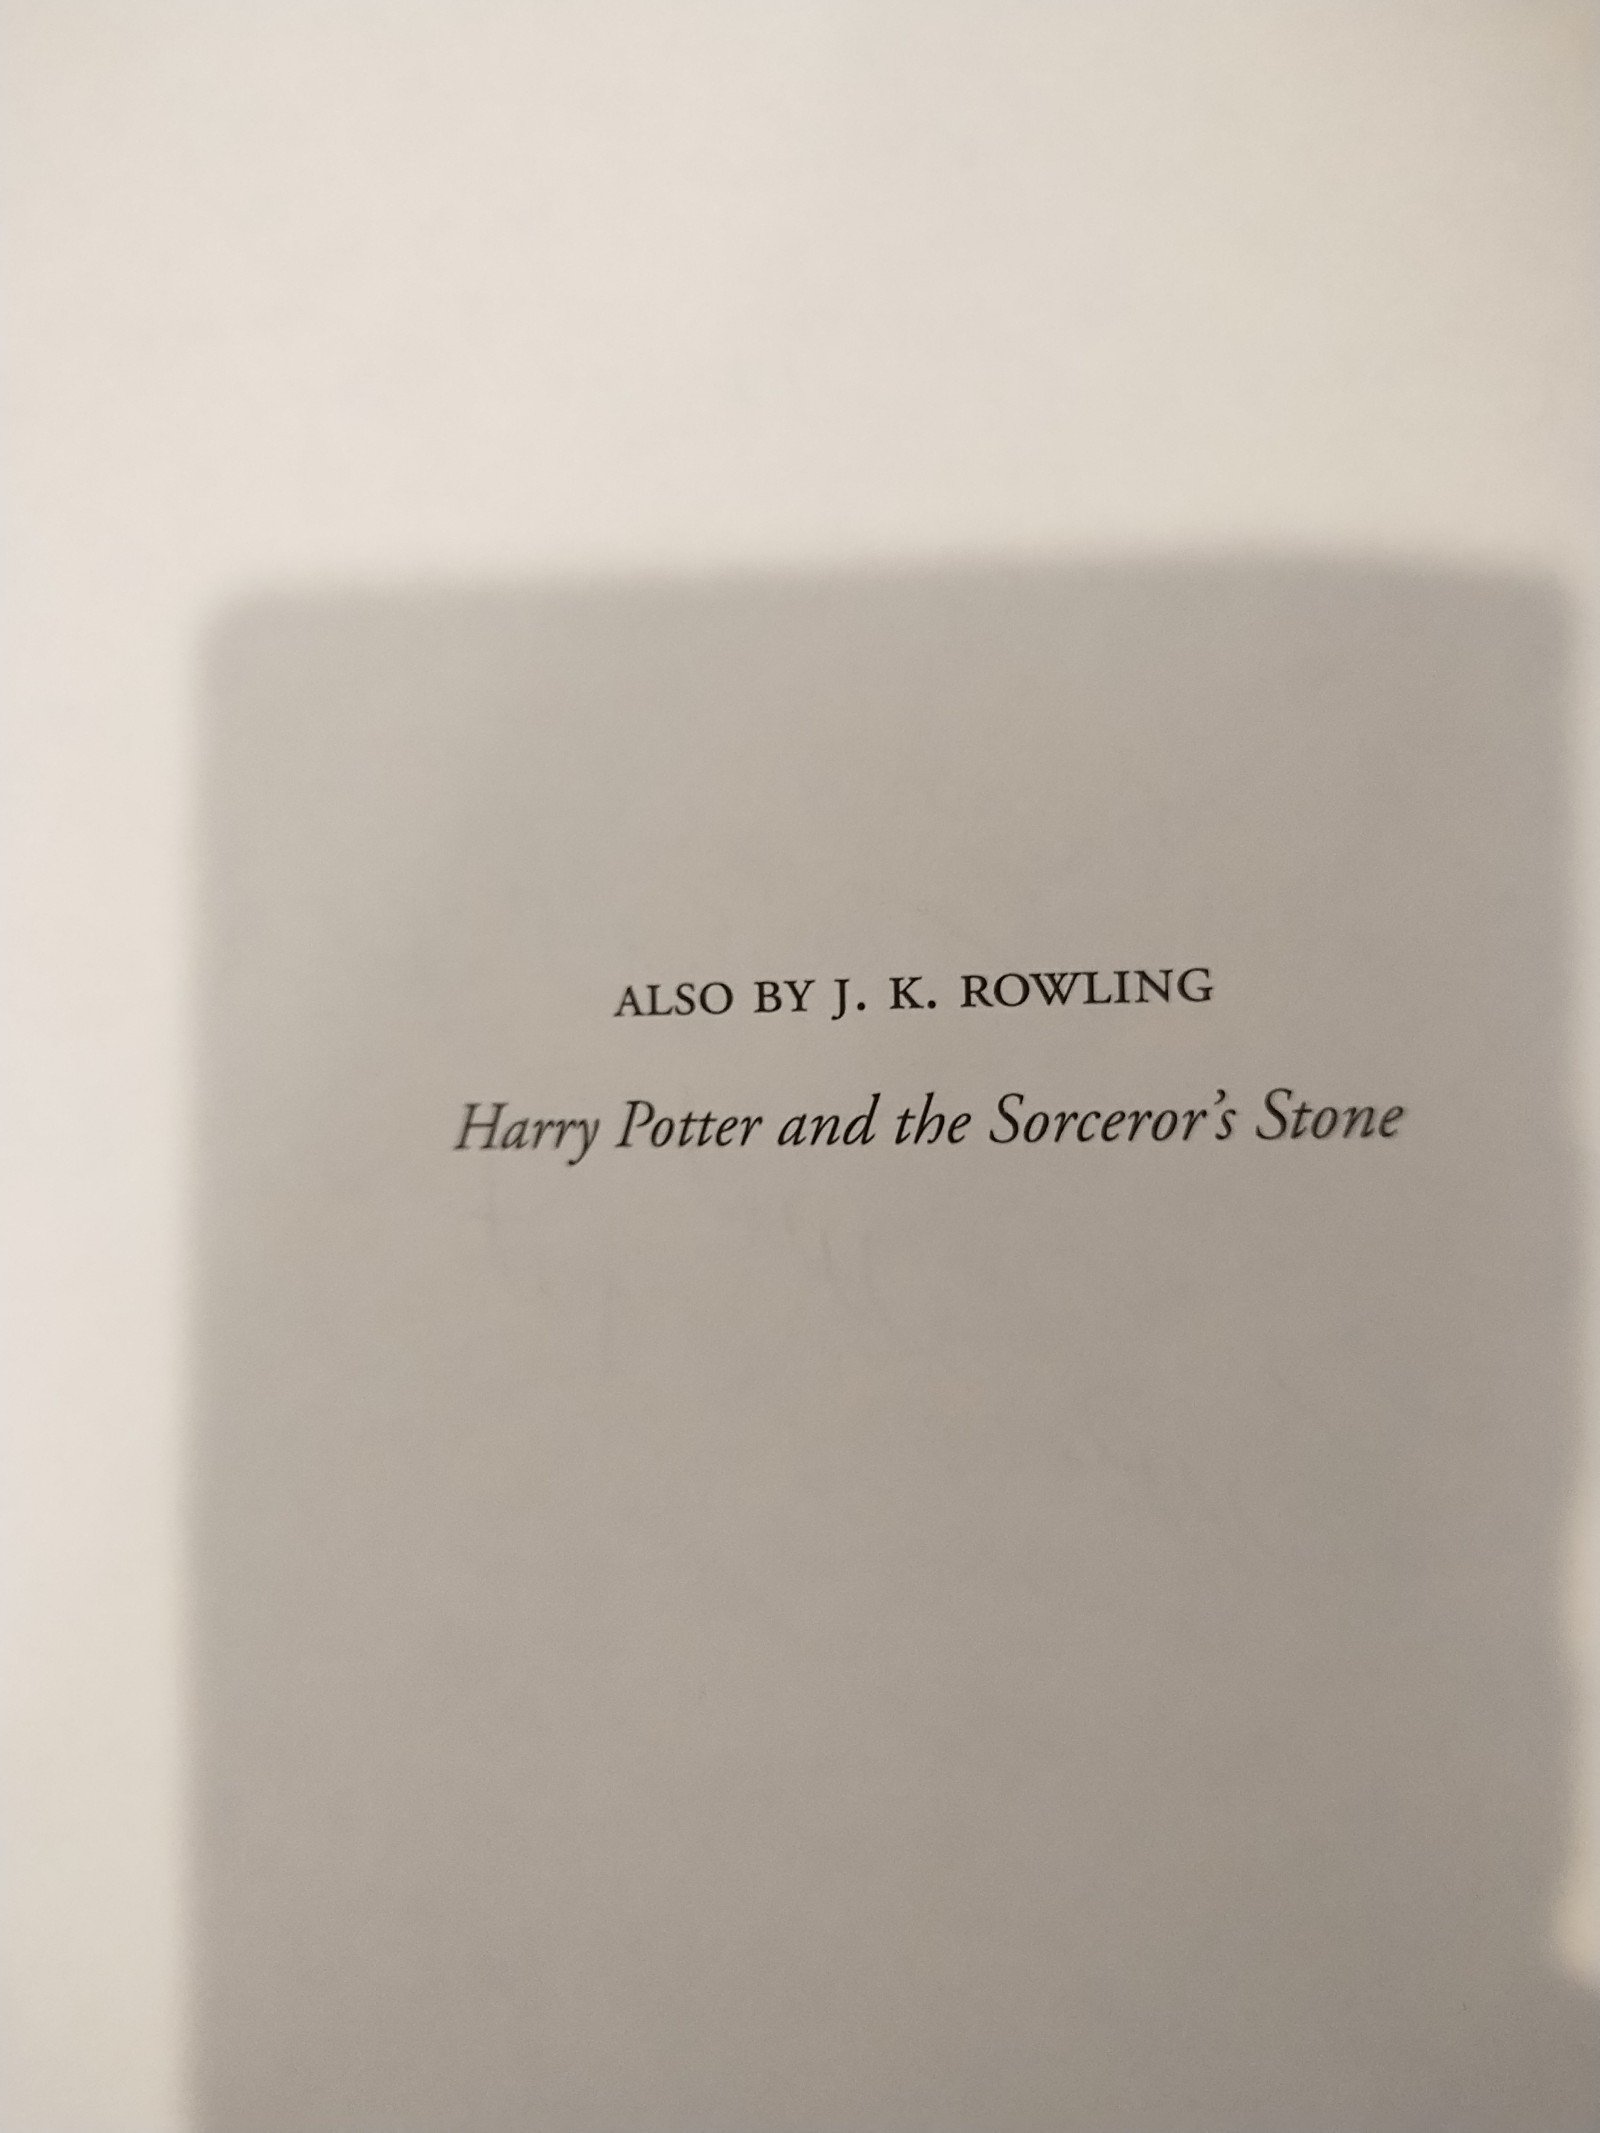 ALSO BY J. K. ROWLING
Harry Potter and the Sorceror's Stone